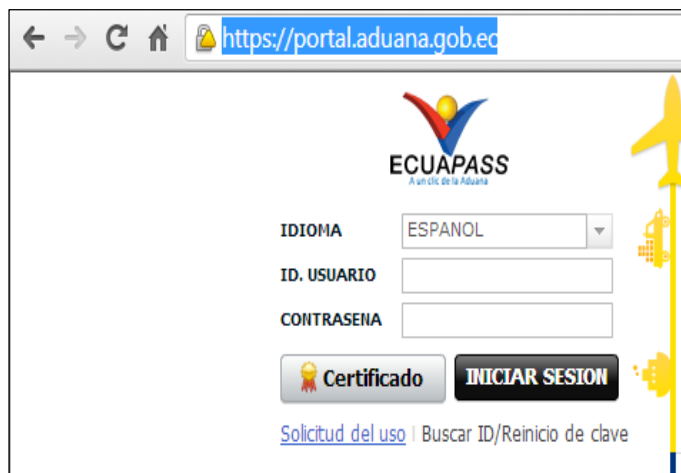 https://portal.aduana.gob.ec
ECUAPASS
A un clic de la Aduana
IDIOMA ESPANOL
ID. USUARIO
CONTRASENA
Certificado INICIAR SESION
Solicitud del uso | Buscar ID/Reinicio de clave